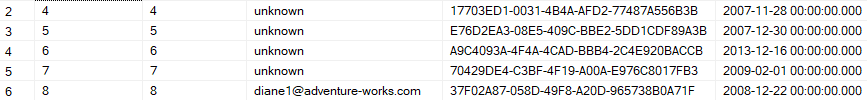 2 4 4 unknown 17703ED1-0031-4B4A-AFD2-77487A556B3B 2007-11-28 00:00:00.000
3 5 5 unknown E76D2EA3-08E5-409C-BBE2-5DD1CDF89A3B 2007-12-30 00:00:00.000
4 6 6 unknown A9C4093A-4F4A-4CAD-BBB4-2C4E920BACCB 2013-12-16 00:00:00.000
5 7 7 unknown 70429DE4-C3BF-4F19-A00A-E976C8017FB3 2009-02-01 00:00:00.000
6 8 8 diane1@adventure-works.com 37F02A87-058D-49F8-A20D-965738B0A71F 2008-12-22 00:00:00.000